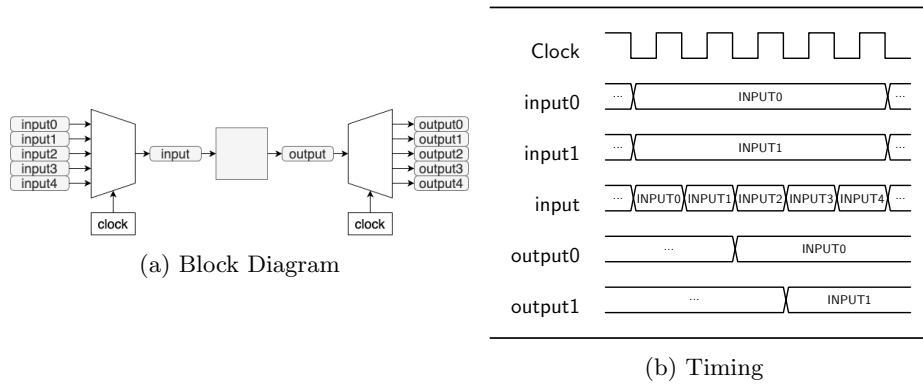 input0
input1
input2
input3
input4
clock
input
output
clock
output0
output1
output2
output3
output4
(a) Block Diagram
Clock
input0 ... INPUT0 ...
input1 ... INPUT1 ...
input ... INPUT0 INPUT1 INPUT2 INPUT3 INPUT4 ...
output0 ... INPUT0
output1 ... INPUT1
(b) Timing